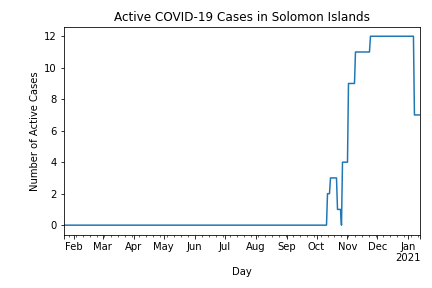 Active COVID-19 Cases in Solomon Islands
12
10
8
6
4
2
0
Number of Active Cases
Feb Mar Apr May Jun Jul Aug Sep Oct Nov Dec Jan
2021
Day